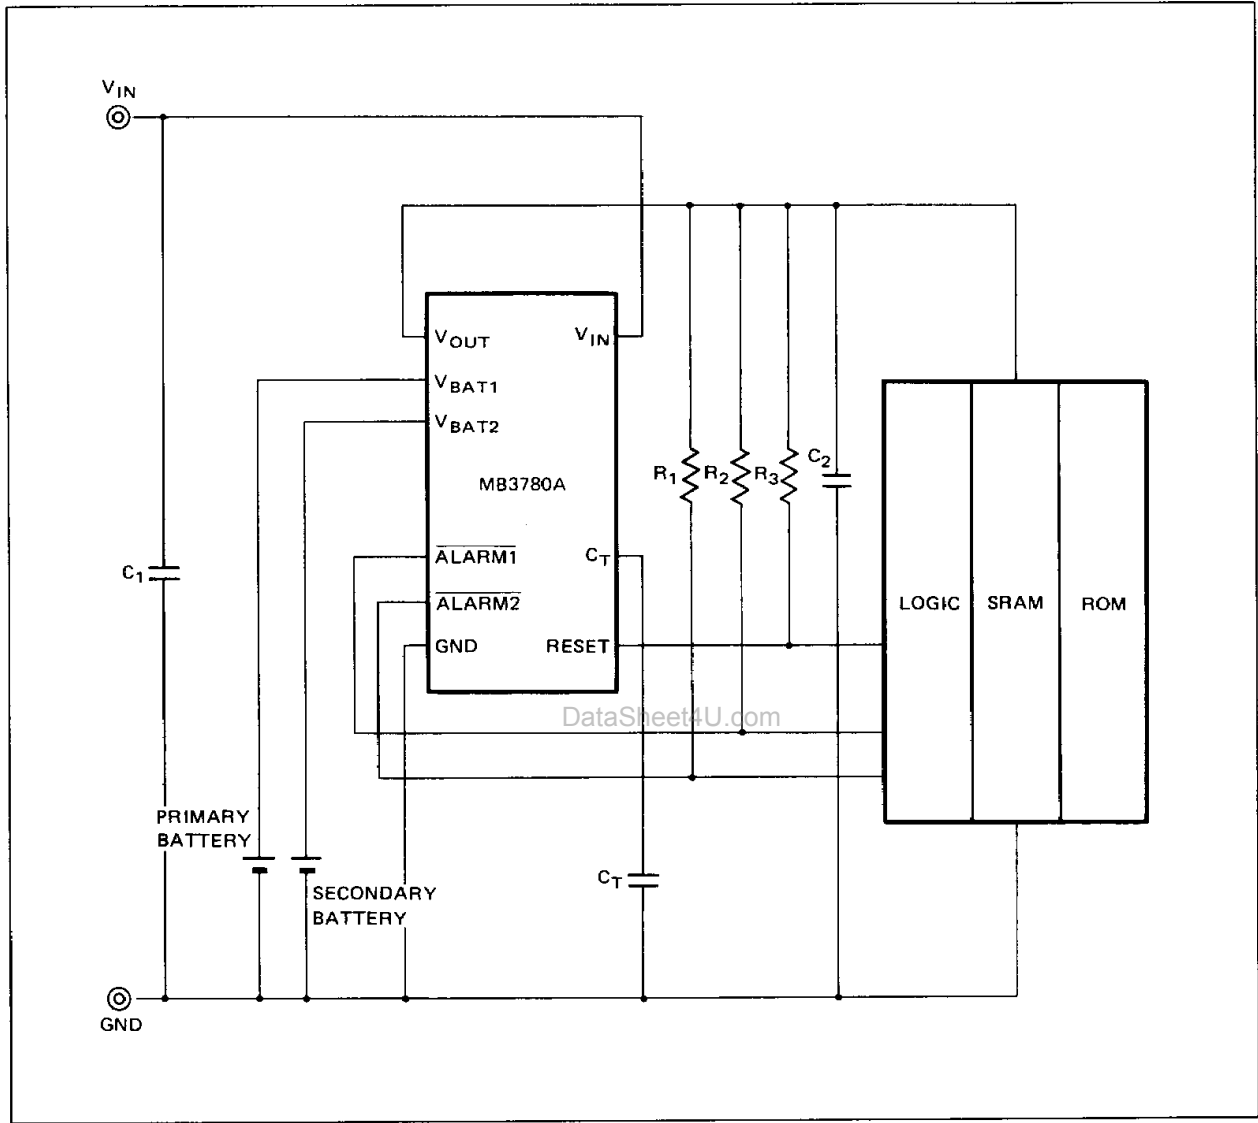 VIN
VOUT
VIN
VBAT1
VBAT2
MB3780A
R1
R2
R3
C2
ALARM1
CT
ALARM2
GND
RESET
C1
LOGIC
SRAM
ROM
DataSheet4U.com
PRIMARY
BATTERY
SECONDARY
BATTERY
CT
GND